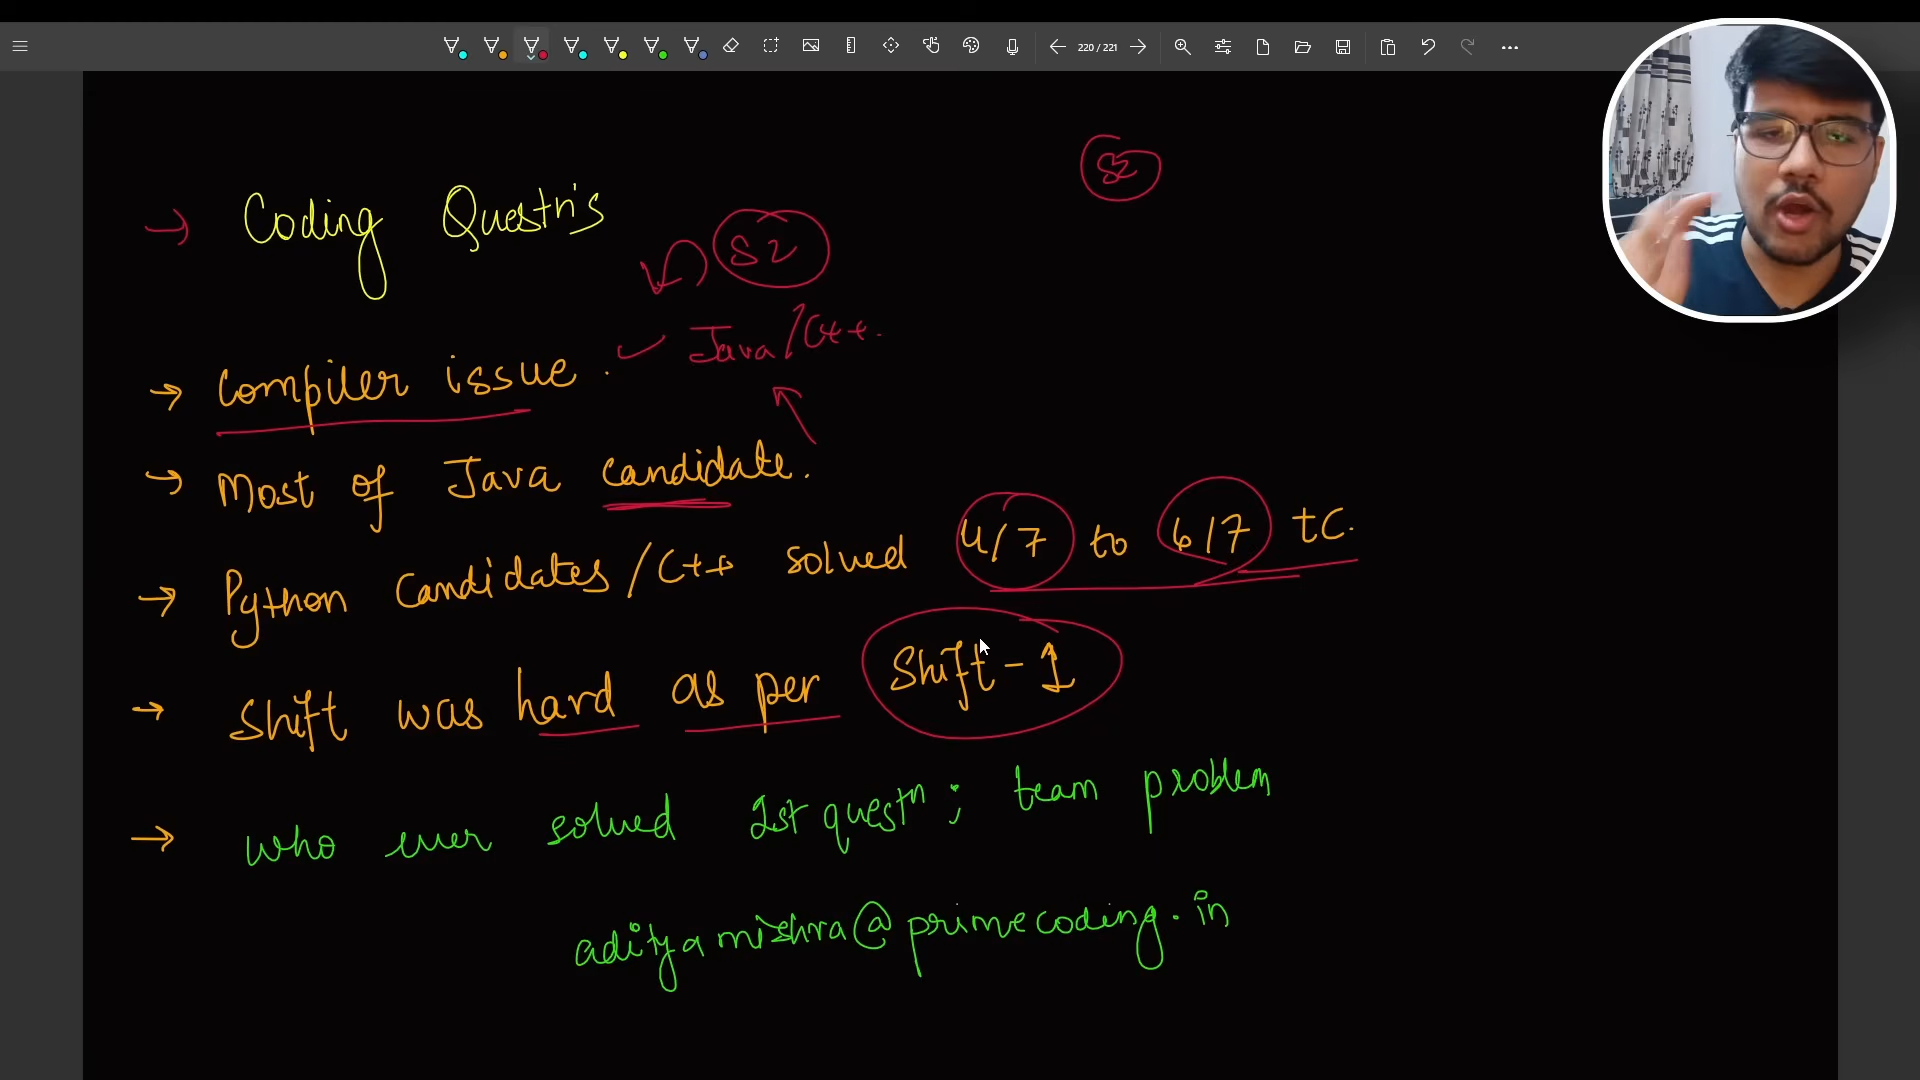 220 / 221
S2
→ Coding Questn's
S2
→ Compiler issue. Java/C++.
→ Most of Java candidate.
→ Python Candidates/C++ solved 4/7 to 6/7 tC.
→ Shift was hard as per Shift-1
→ who ever solved 1st questn; team problem
adityamishra@primecoding.in